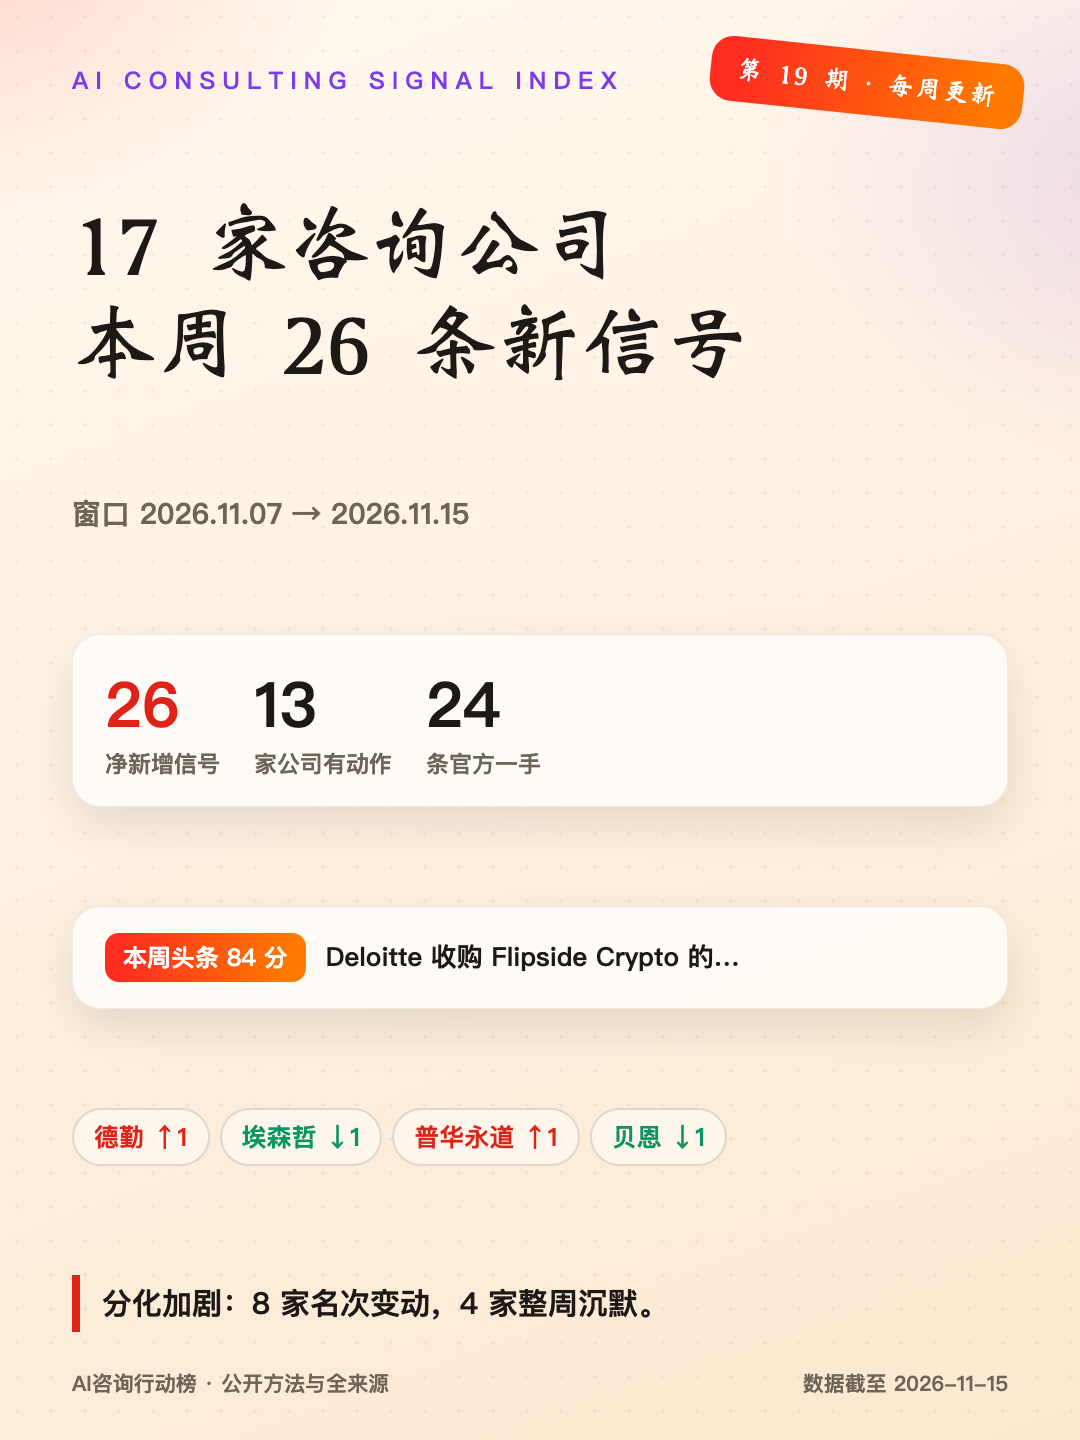 AI CONSULTING SIGNAL INDEX
第 19 期 · 每周更新
17 家咨询公司
本周 26 条新信号
窗口 2026.11.07 → 2026.11.15
26 13 24
净新增信号 家公司有动作 条官方一手
本周头条 84 分 Deloitte 收购 Flipside Crypto 的…
德勤 ↑1 埃森哲 ↓1 普华永道 ↑1 贝恩 ↓1
分化加剧：8 家名次变动，4 家整周沉默。
AI咨询行动榜 · 公开方法与全来源 数据截至 2026-11-15